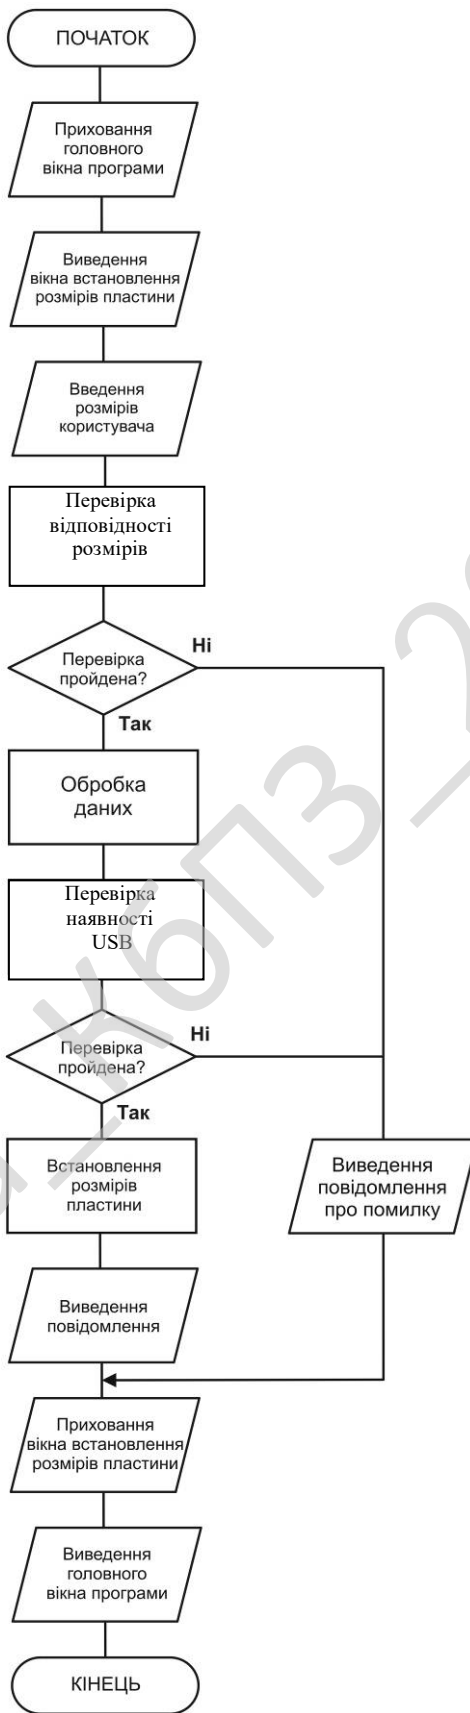 ПОЧАТОК
Приховання
головного
вікна програми
Виведення
вікна встановлення
розмірів пластини
Введення
розмірів
користувача
Перевірка
відповідності
розмірів
Перевірка
пройдена?
Ні
Так
Обробка
даних
Перевірка
наявності
USB
Перевірка
пройдена?
Ні
Так
Встановлення
розмірів
пластини
Виведення
повідомлення
про помилку
Виведення
повідомлення
Приховання
вікна встановлення
розмірів пластини
Виведення
головного
вікна програми
КІНЕЦЬ